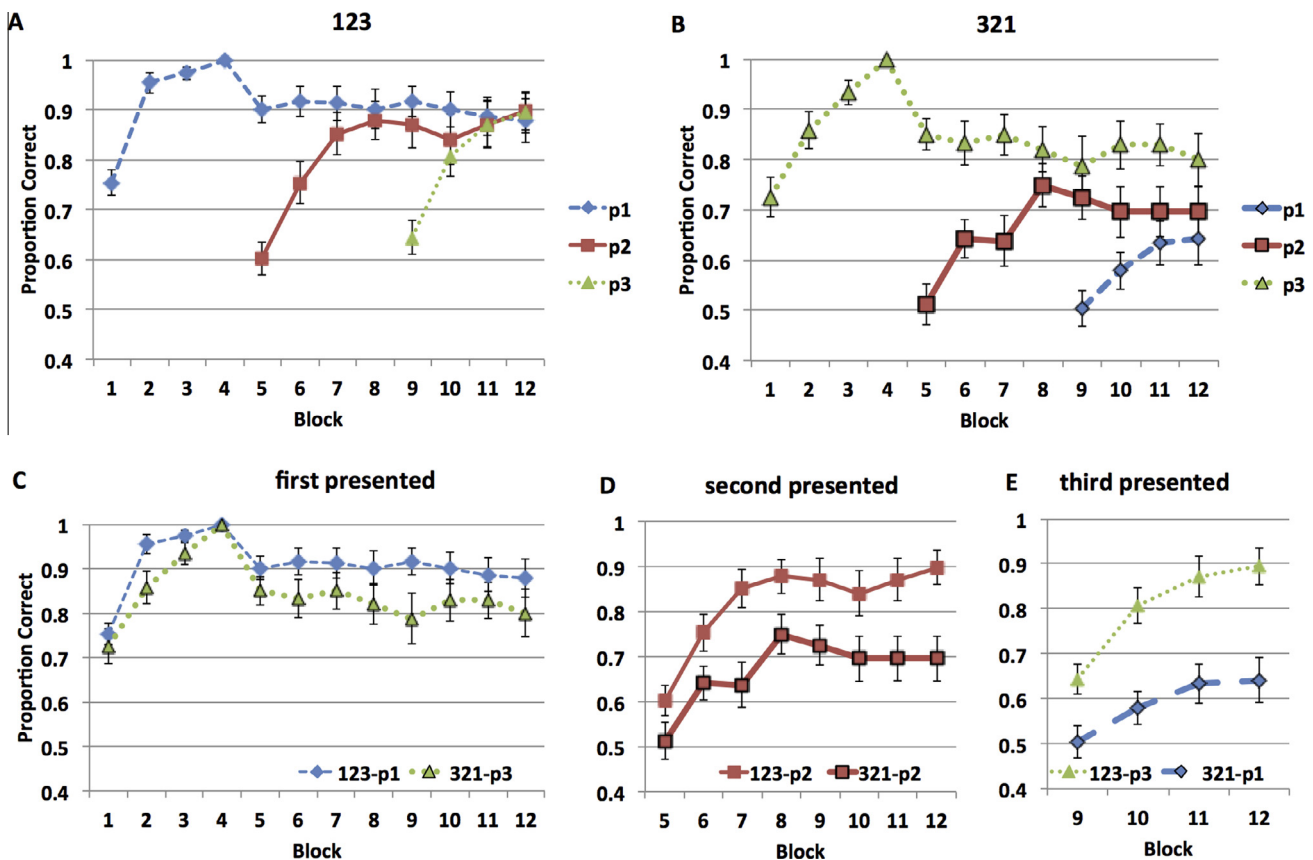 A
123
Proportion Correct
1
0.9
0.8
0.7
0.6
0.5
0.4
1 2 3 4 5 6 7 8 9 10 11 12
Block
p1
p2
p3
B
321
Proportion Correct
1
0.9
0.8
0.7
0.6
0.5
0.4
1 2 3 4 5 6 7 8 9 10 11 12
Block
p1
p2
p3
C
first presented
Proportion Correct
1
0.9
0.8
0.7
0.6
0.5
0.4
123-p1 321-p3
1 2 3 4 5 6 7 8 9 10 11 12
Block
D
second presented
1
0.9
0.8
0.7
0.6
0.5
0.4
123-p2 321-p2
5 6 7 8 9 10 11 12
Block
E
third presented
1
0.9
0.8
0.7
0.6
0.5
0.4
123-p3 321-p1
9 10 11 12
Block